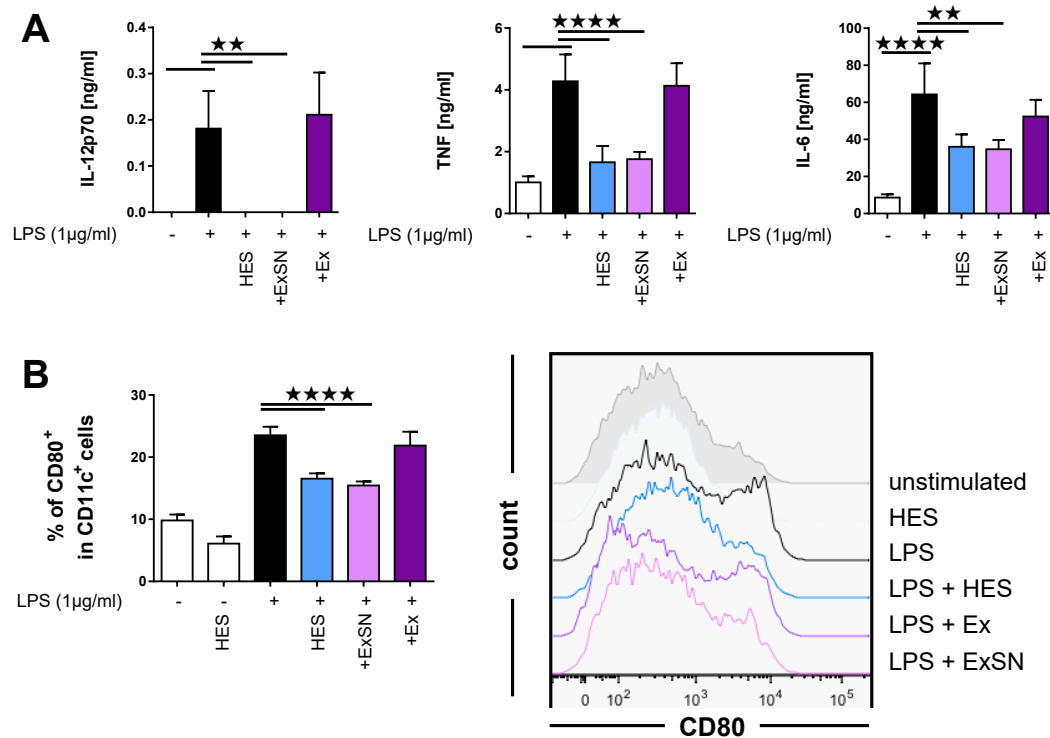 A
IL-12p70 [ng/ml]
0.4
0.3
0.2
0.1
0.0
★★
LPS (1µg/ml) - + + + +
HES
+ExSN
+Ex
TNF [ng/ml]
6
4
2
0
★★★★
LPS (1µg/ml) - + + + +
HES
+ExSN
+Ex
IL-6 [ng/ml]
100
80
60
40
20
0
★★★★
★★
LPS (1µg/ml) - + + + +
HES
+ExSN
+Ex
B
% of CD80+
in CD11c+ cells
30
20
10
0
★★★★
LPS (1µg/ml) - - + + + +
HES
HES
+ExSN
+Ex
count
unstimulated
HES
LPS
LPS + HES
LPS + Ex
LPS + ExSN
0 10² 10³ 10⁴ 10⁵
CD80